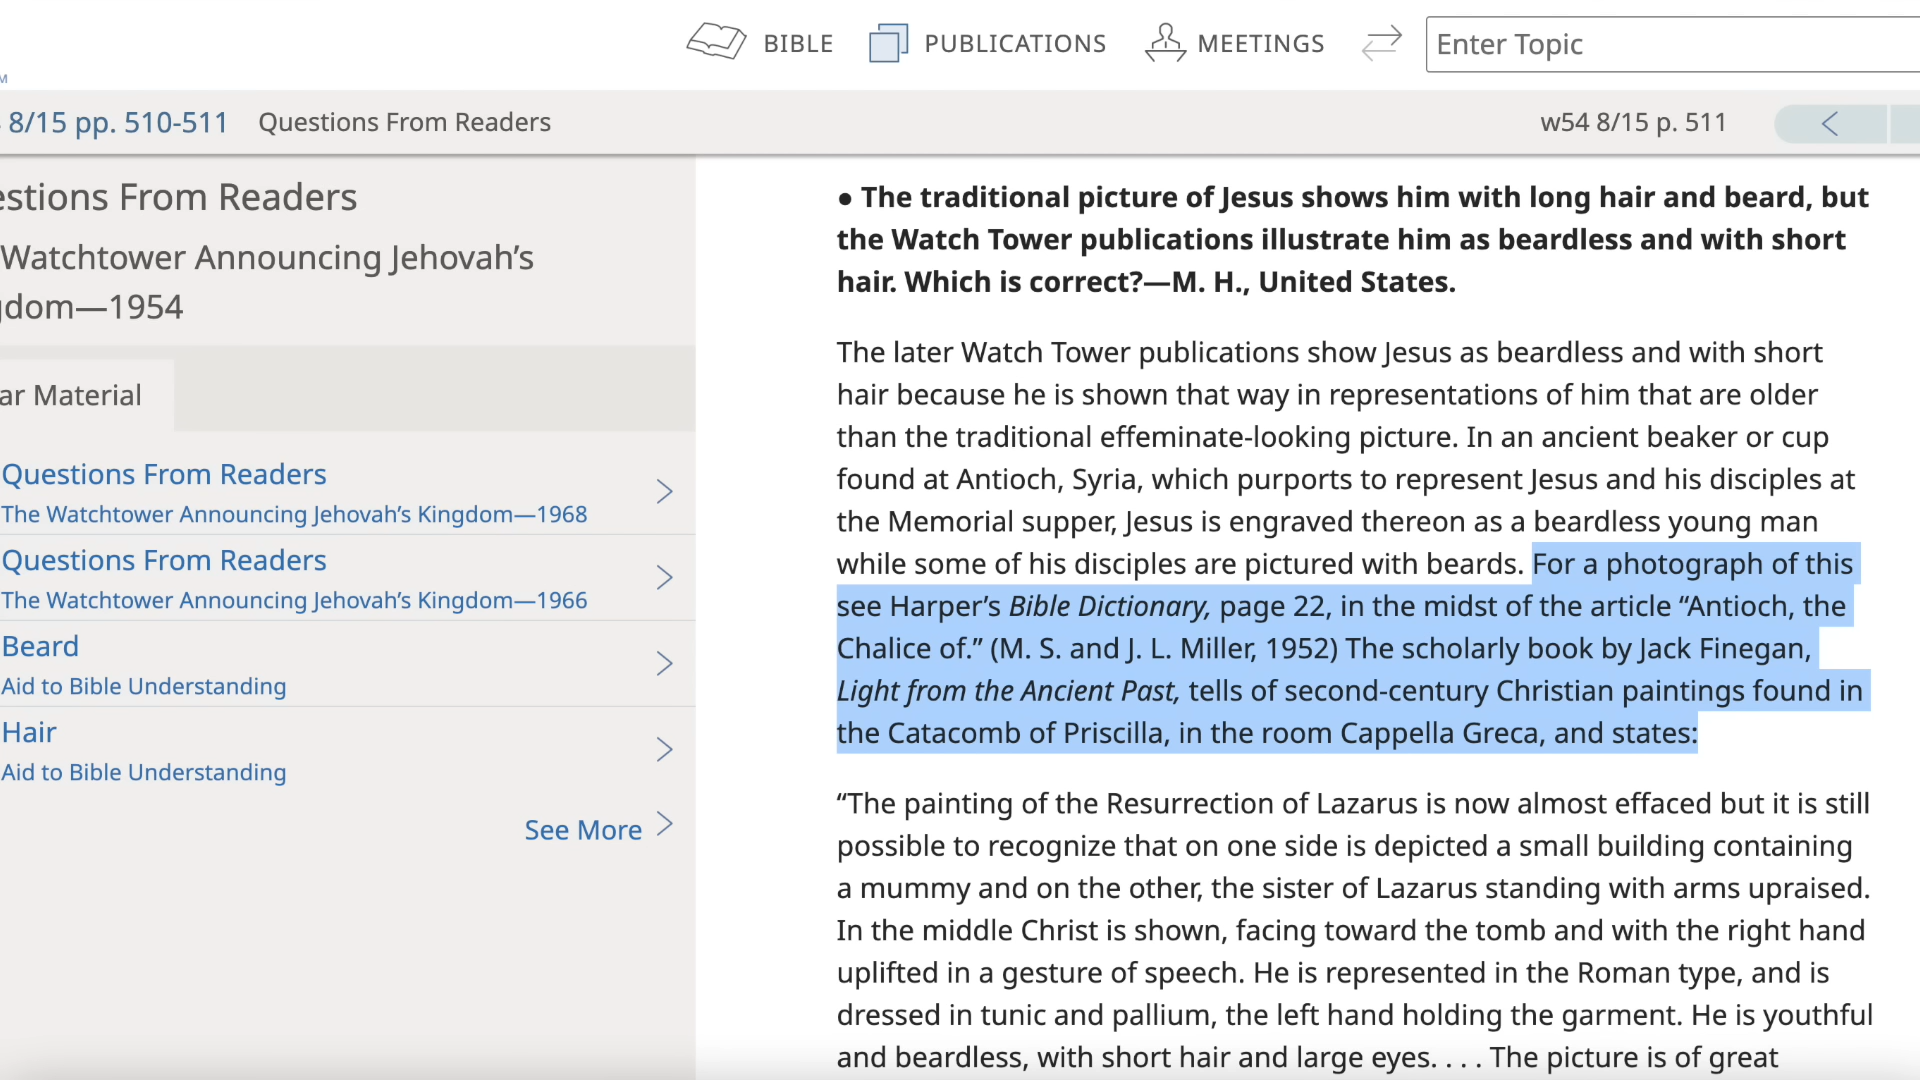 BIBLE
PUBLICATIONS
MEETINGS
Enter Topic
M
8/15 pp. 510-511
Questions From Readers
w54 8/15 p. 511
estions From Readers
Watchtower Announcing Jehovah’s
gdom—1954
ar Material
Questions From Readers
The Watchtower Announcing Jehovah’s Kingdom—1968
Questions From Readers
The Watchtower Announcing Jehovah’s Kingdom—1966
Beard
Aid to Bible Understanding
Hair
Aid to Bible Understanding
See More
● The traditional picture of Jesus shows him with long hair and beard, but
the Watch Tower publications illustrate him as beardless and with short
hair. Which is correct?—M. H., United States.
The later Watch Tower publications show Jesus as beardless and with short
hair because he is shown that way in representations of him that are older
than the traditional effeminate-looking picture. In an ancient beaker or cup
found at Antioch, Syria, which purports to represent Jesus and his disciples at
the Memorial supper, Jesus is engraved thereon as a beardless young man
while some of his disciples are pictured with beards. For a photograph of this
see Harper’s Bible Dictionary, page 22, in the midst of the article “Antioch, the
Chalice of.” (M. S. and J. L. Miller, 1952) The scholarly book by Jack Finegan,
Light from the Ancient Past, tells of second-century Christian paintings found in
the Catacomb of Priscilla, in the room Cappella Greca, and states:
“The painting of the Resurrection of Lazarus is now almost effaced but it is still
possible to recognize that on one side is depicted a small building containing
a mummy and on the other, the sister of Lazarus standing with arms upraised.
In the middle Christ is shown, facing toward the tomb and with the right hand
uplifted in a gesture of speech. He is represented in the Roman type, and is
dressed in tunic and pallium, the left hand holding the garment. He is youthful
and beardless, with short hair and large eyes. . . . The picture is of great